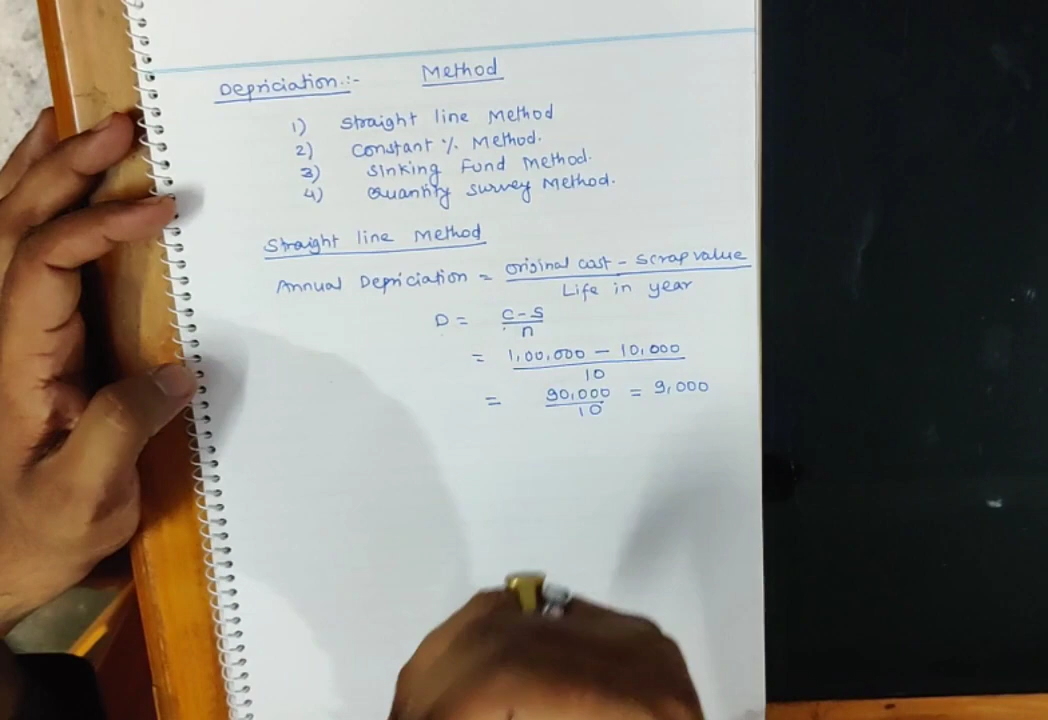 Depriciation :- Method
1) Straight line Method
2) Constant % Method.
3) Sinking Fund Method.
4) Quantity survey Method.
Straight line Method
Annual Depriciation = original cost - scrap value
Life in year
D = C-S
n
= 1,00,000 - 10,000
10
= 90,000 = 9,000
10